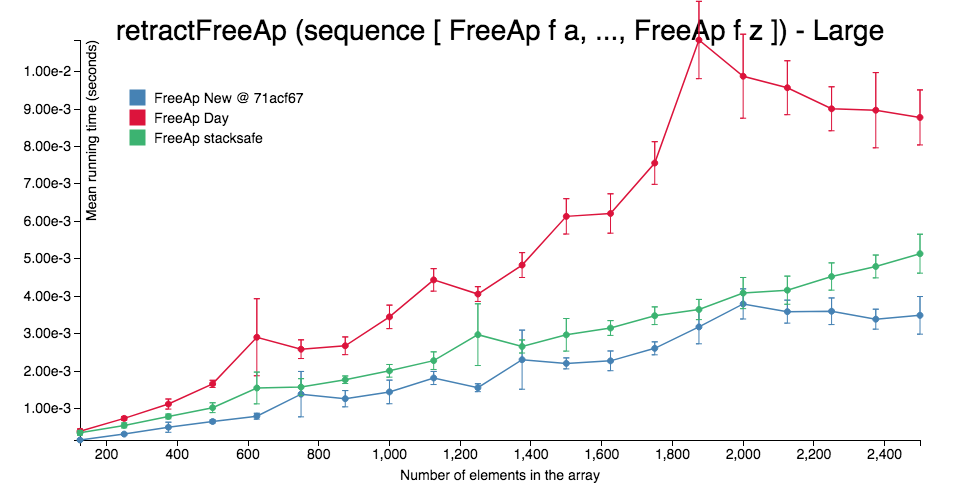 retractFreeAp (sequence [ FreeAp f a, ..., FreeAp f z ]) - Large
Mean running time (seconds)
1.00e-2
9.00e-3
8.00e-3
7.00e-3
6.00e-3
5.00e-3
4.00e-3
3.00e-3
2.00e-3
1.00e-3
FreeAp New @ 71acf67
FreeAp Day
FreeAp stacksafe
200 400 600 800 1,000 1,200 1,400 1,600 1,800 2,000 2,200 2,400
Number of elements in the array